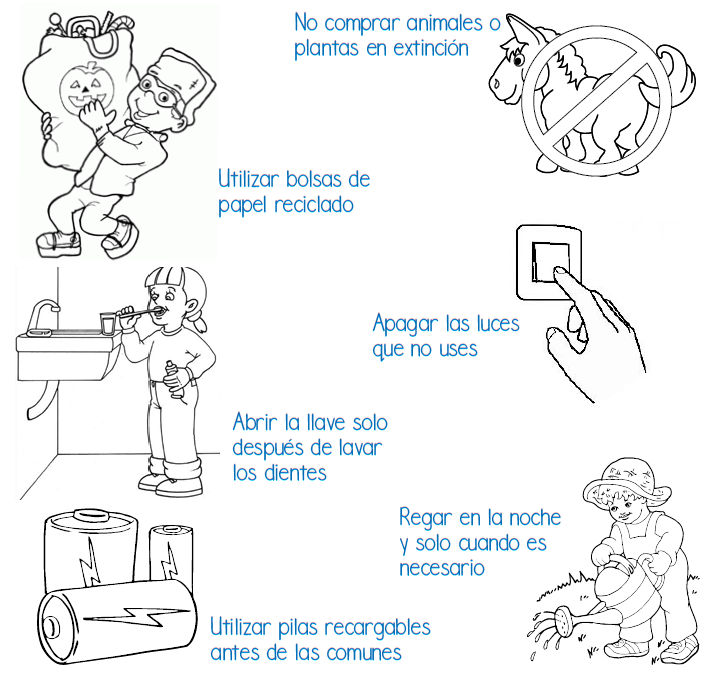 No comprar animales o
plantas en extinción
Utilizar bolsas de
papel reciclado
Apagar las luces
que no uses
Abrir la llave solo
después de lavar
los dientes
Regar en la noche
y solo cuando es
necesario
Utilizar pilas recargables
antes de las comunes